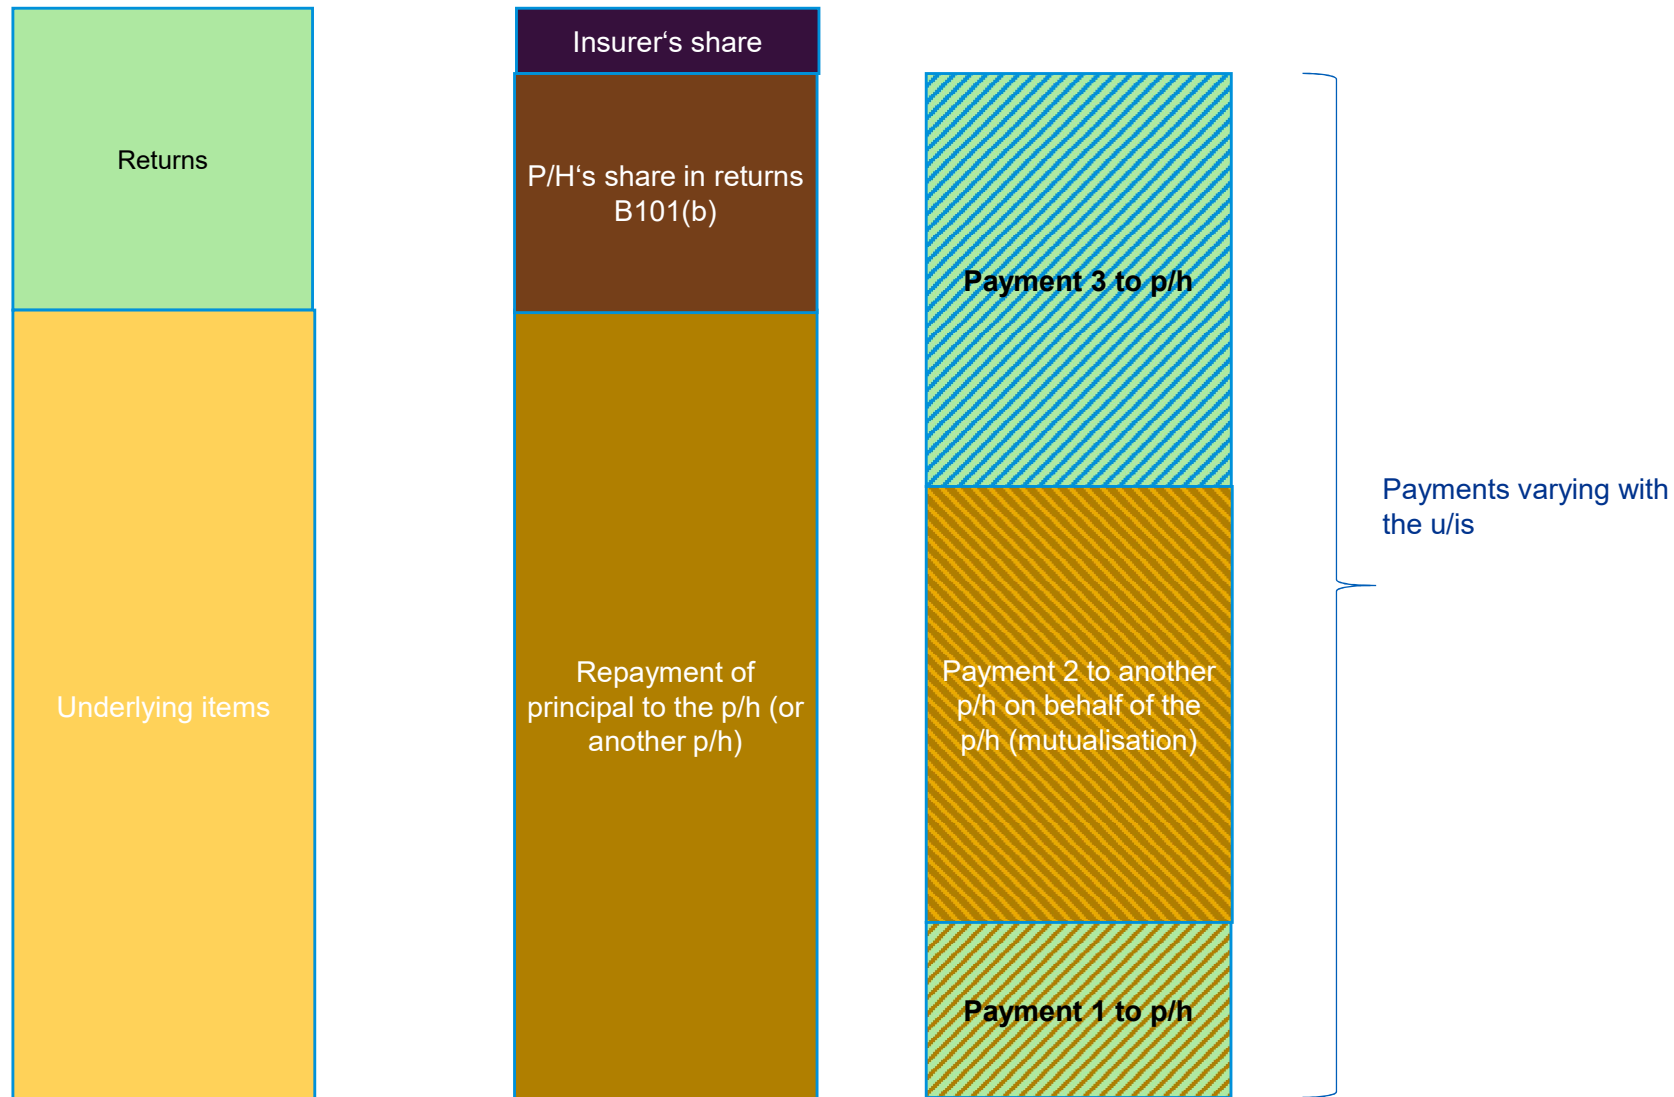 Returns
Underlying items
Insurer‘s share
P/H‘s share in returns
B101(b)
Repayment of
principal to the p/h (or
another p/h)
Payment 3 to p/h
Payment 2 to another
p/h on behalf of the
p/h (mutualisation)
Payment 1 to p/h
Payments varying with
the u/is